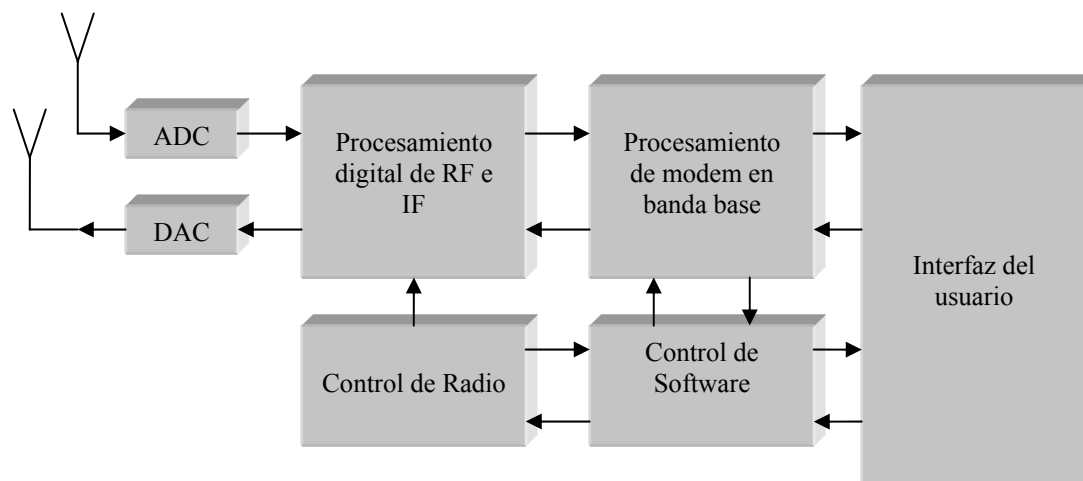 ADC
DAC
Procesamiento
digital de RF e
IF
Procesamiento
de modem en
banda base
Interfaz del
usuario
Control de Radio
Control de
Software